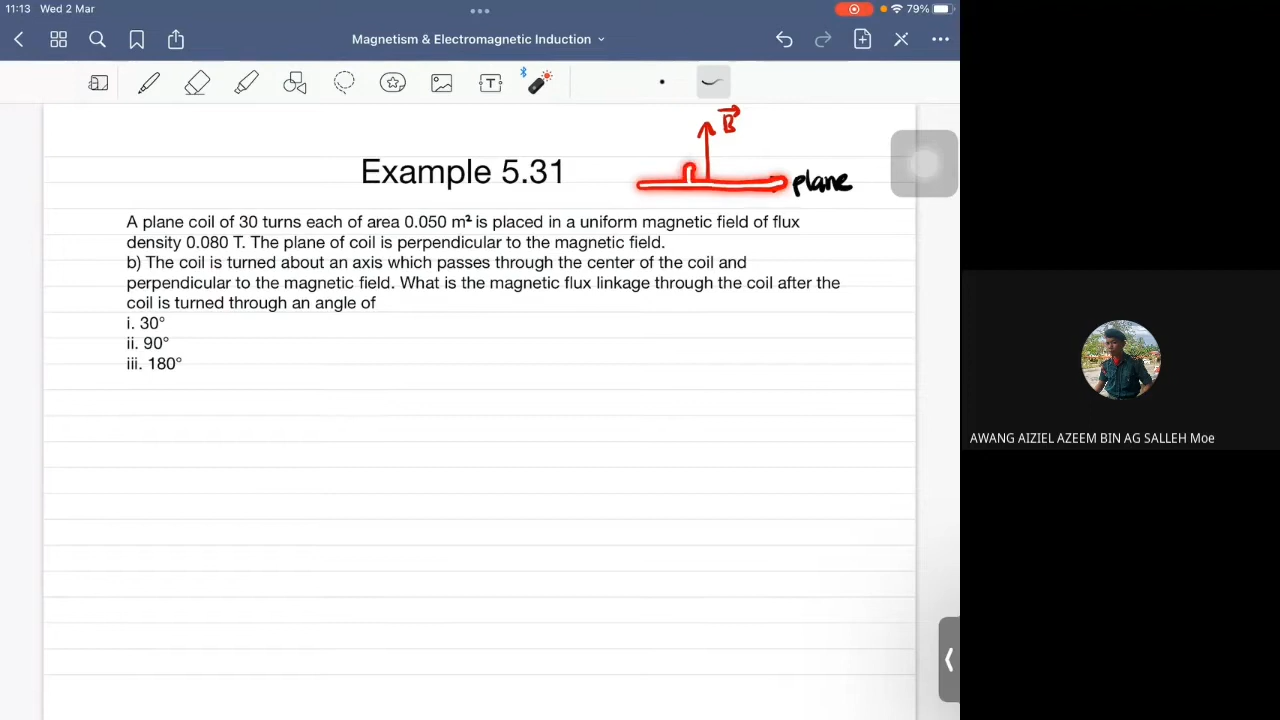 11:13 Wed 2 Mar
79%
Magnetism & Electromagnetic Induction
T
B
Example 5.31
plane
A plane coil of 30 turns each of area 0.050 m² is placed in a uniform magnetic field of flux
density 0.080 T. The plane of coil is perpendicular to the magnetic field.
b) The coil is turned about an axis which passes through the center of the coil and
perpendicular to the magnetic field. What is the magnetic flux linkage through the coil after the
coil is turned through an angle of
i. 30°
ii. 90°
iii. 180°
AWANG AIZIEL AZEEM BIN AG SALLEH Moe